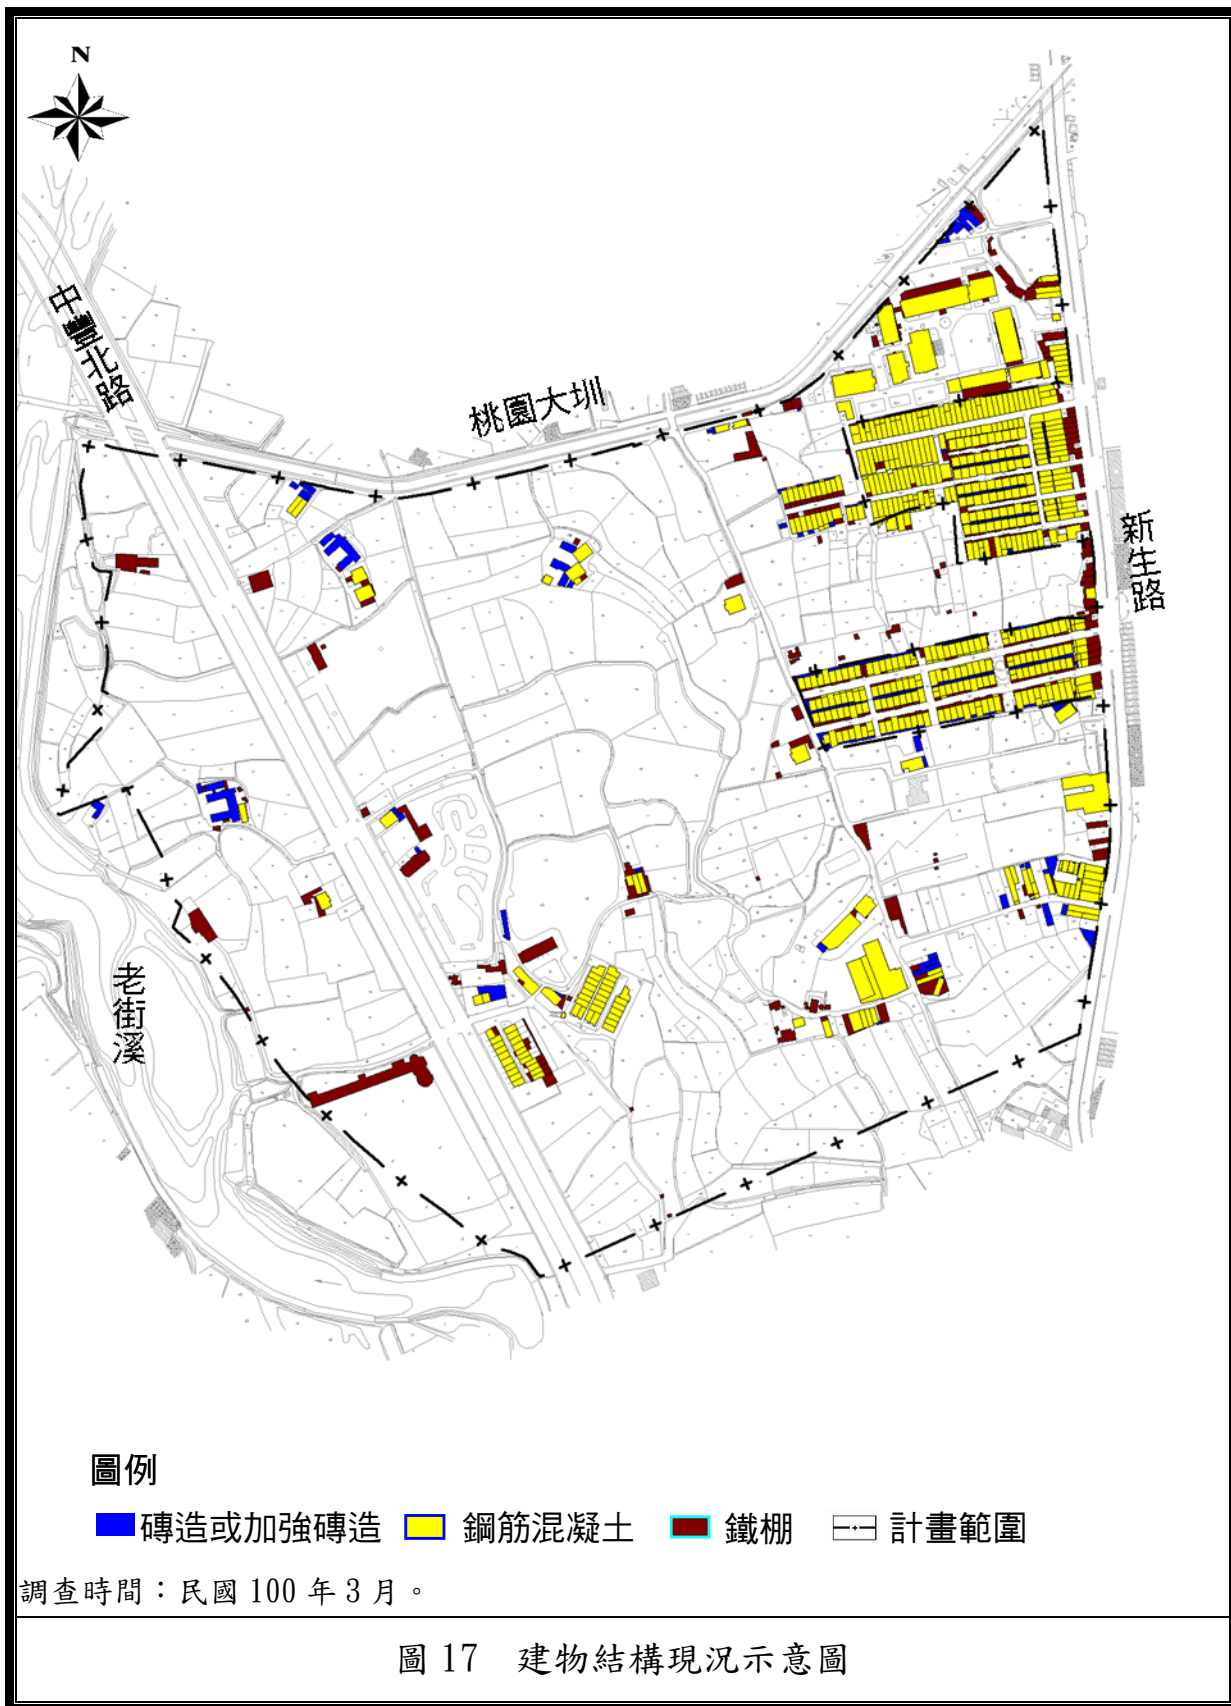 N
中豐北路
桃園大圳
新生路
老街溪
圖例
磚造或加強磚造 鋼筋混凝土 鐵棚 計畫範圍
調查時間：民國 100 年 3 月。
圖 17 建物結構現況示意圖